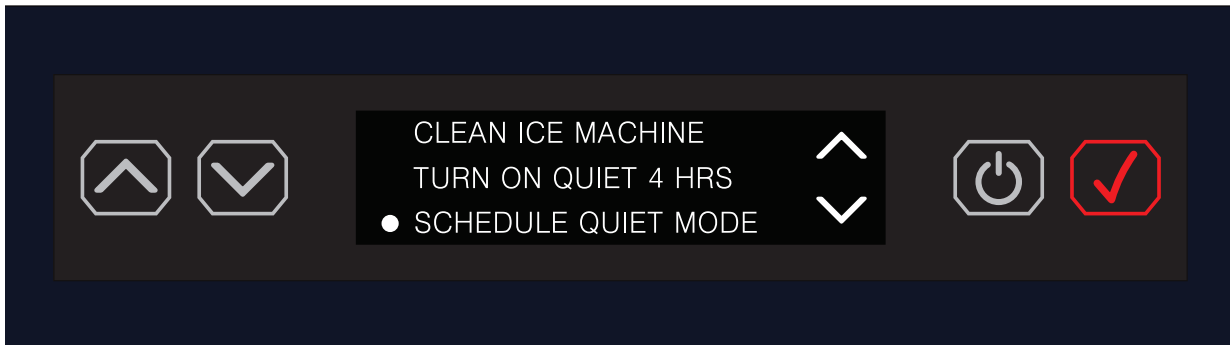 CLEAN ICE MACHINE
TURN ON QUIET 4 HRS
SCHEDULE QUIET MODE